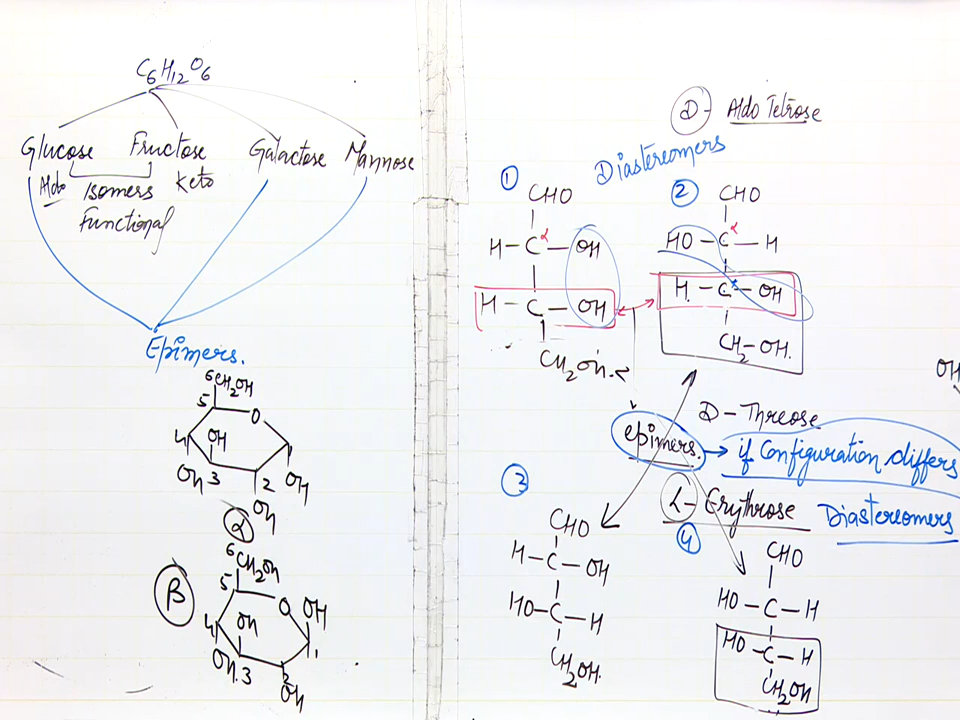 C6H12O6
Glucose Fructose Galactose Mannose
Aldo Isomers Keto
Functional
Epimers.
6CH2OH
5 O
4 OH
OH 3 2 OH
OH
α
6CH2OH
β 5 O OH
4 OH 1
OH.3 2
OH
D- Aldo Tetrose
Diastereomers
1
CHO
H-C α-OH
H-C-OH
CH2OH.
2
CHO
HO-C α-H
H-C*-OH
CH2-OH.
D-Threose
epimers. → if Configuration differs
L-Erythrose Diastereomers
3
CHO
H-C-OH
HO-C-H
CH2OH.
4
CHO
HO-C-H
HO-C-H
CH2OH
OH